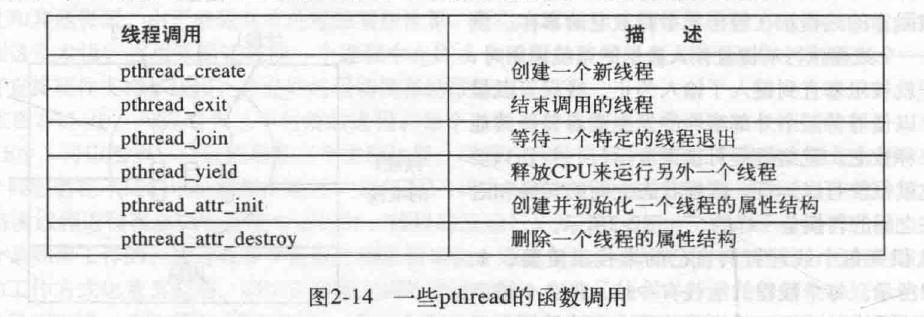 线程调用 描 述
pthread_create 创建一个新线程
pthread_exit 结束调用的线程
pthread_join 等待一个特定的线程退出
pthread_yield 释放CPU来运行另外一个线程
pthread_attr_init 创建并初始化一个线程的属性结构
pthread_attr_destroy 删除一个线程的属性结构
图2-14 一些pthread的函数调用